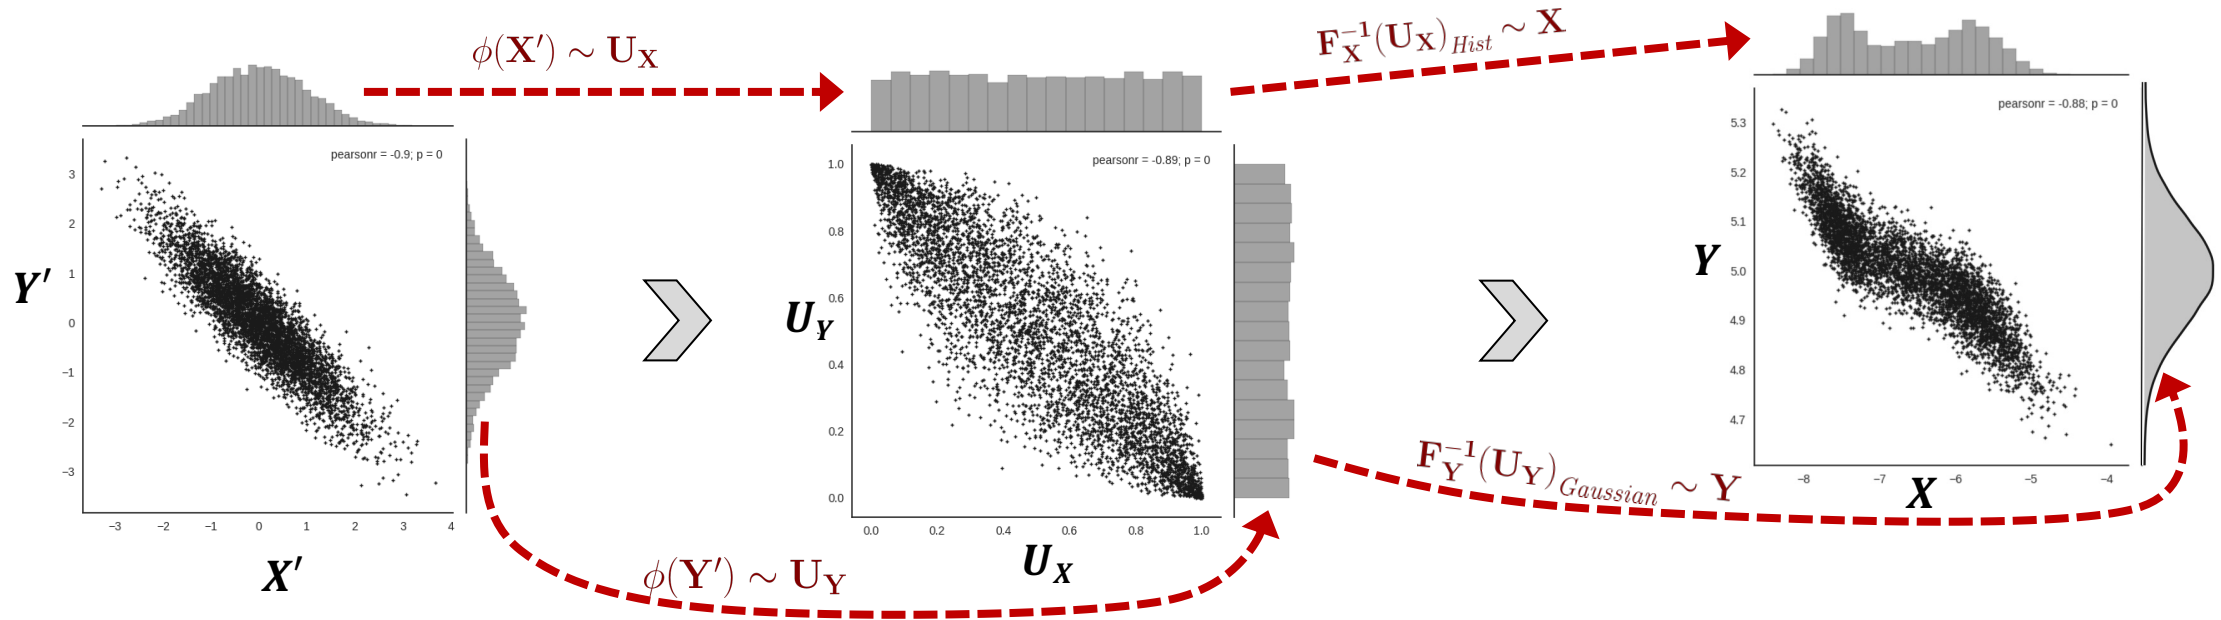 ϕ(X′) ∼ U_X
F_X^{-1}(U_X)_{Hist} ∼ X
pearsonr = -0.9; p = 0
3
2
1
0
−1
−2
−3
Y′
−3 −2 −1 0 1 2 3 4
X′
ϕ(Y′) ∼ U_Y
pearsonr = -0.89; p = 0
1.0
0.8
0.6
0.4
0.2
0.0
U_Y
0.0 0.2 0.4 0.6 0.8 1.0
U_X
F_Y^{-1}(U_Y)_{Gaussian} ∼ Y
pearsonr = -0.88; p = 0
5.3
5.2
5.1
5.0
4.9
4.8
4.7
Y
−8 −7 −6 −5 −4
X